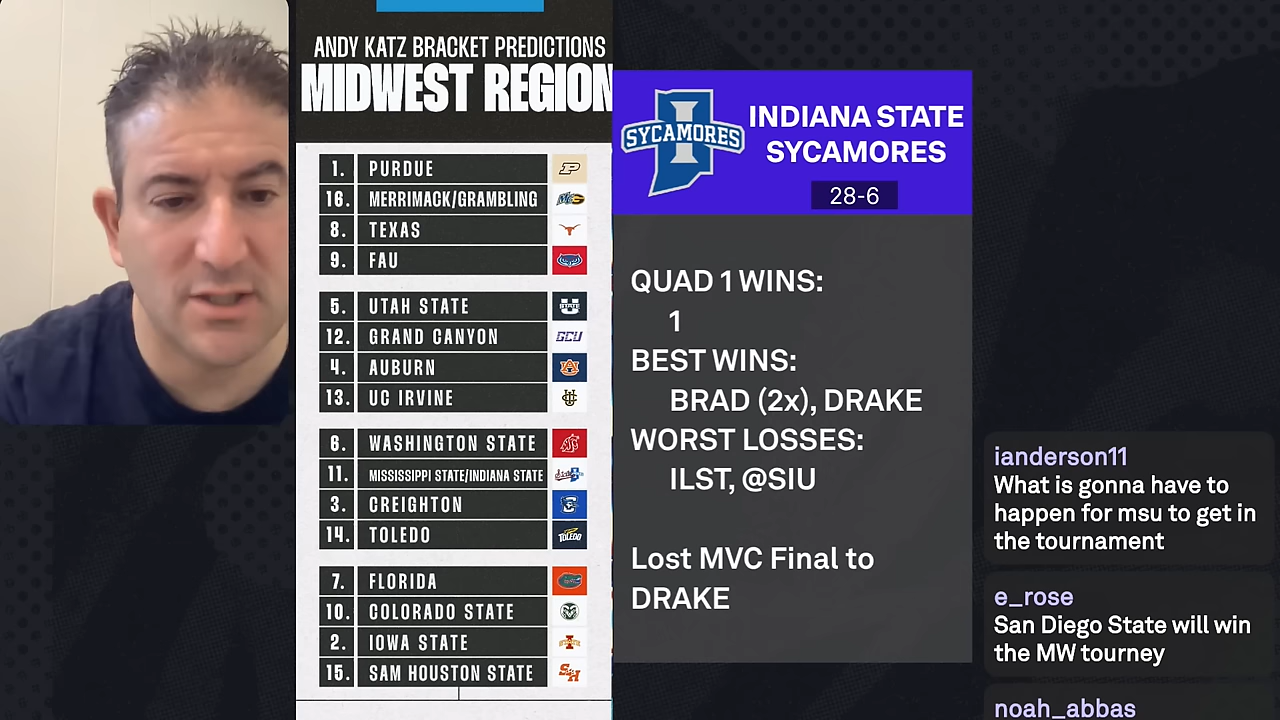 ANDY KATZ BRACKET PREDICTIONS
MIDWEST REGION
1. PURDUE
16. MERRIMACK/GRAMBLING
8. TEXAS
9. FAU
5. UTAH STATE
12. GRAND CANYON
GCU
4. AUBURN
13. UC IRVINE
6. WASHINGTON STATE
11. MISSISSIPPI STATE/INDIANA STATE
3. CREIGHTON
14. TOLEDO
TOLEDO
7. FLORIDA
10. COLORADO STATE
2. IOWA STATE
15. SAM HOUSTON STATE
SYCAMORES
INDIANA STATE
SYCAMORES
28-6
QUAD 1 WINS:
1
BEST WINS:
BRAD (2x), DRAKE
WORST LOSSES:
ILST, @SIU
Lost MVC Final to
DRAKE
ianderson11
What is gonna have to
happen for msu to get in
the tournament
e_rose
San Diego State will win
the MW tourney
noah_abbas